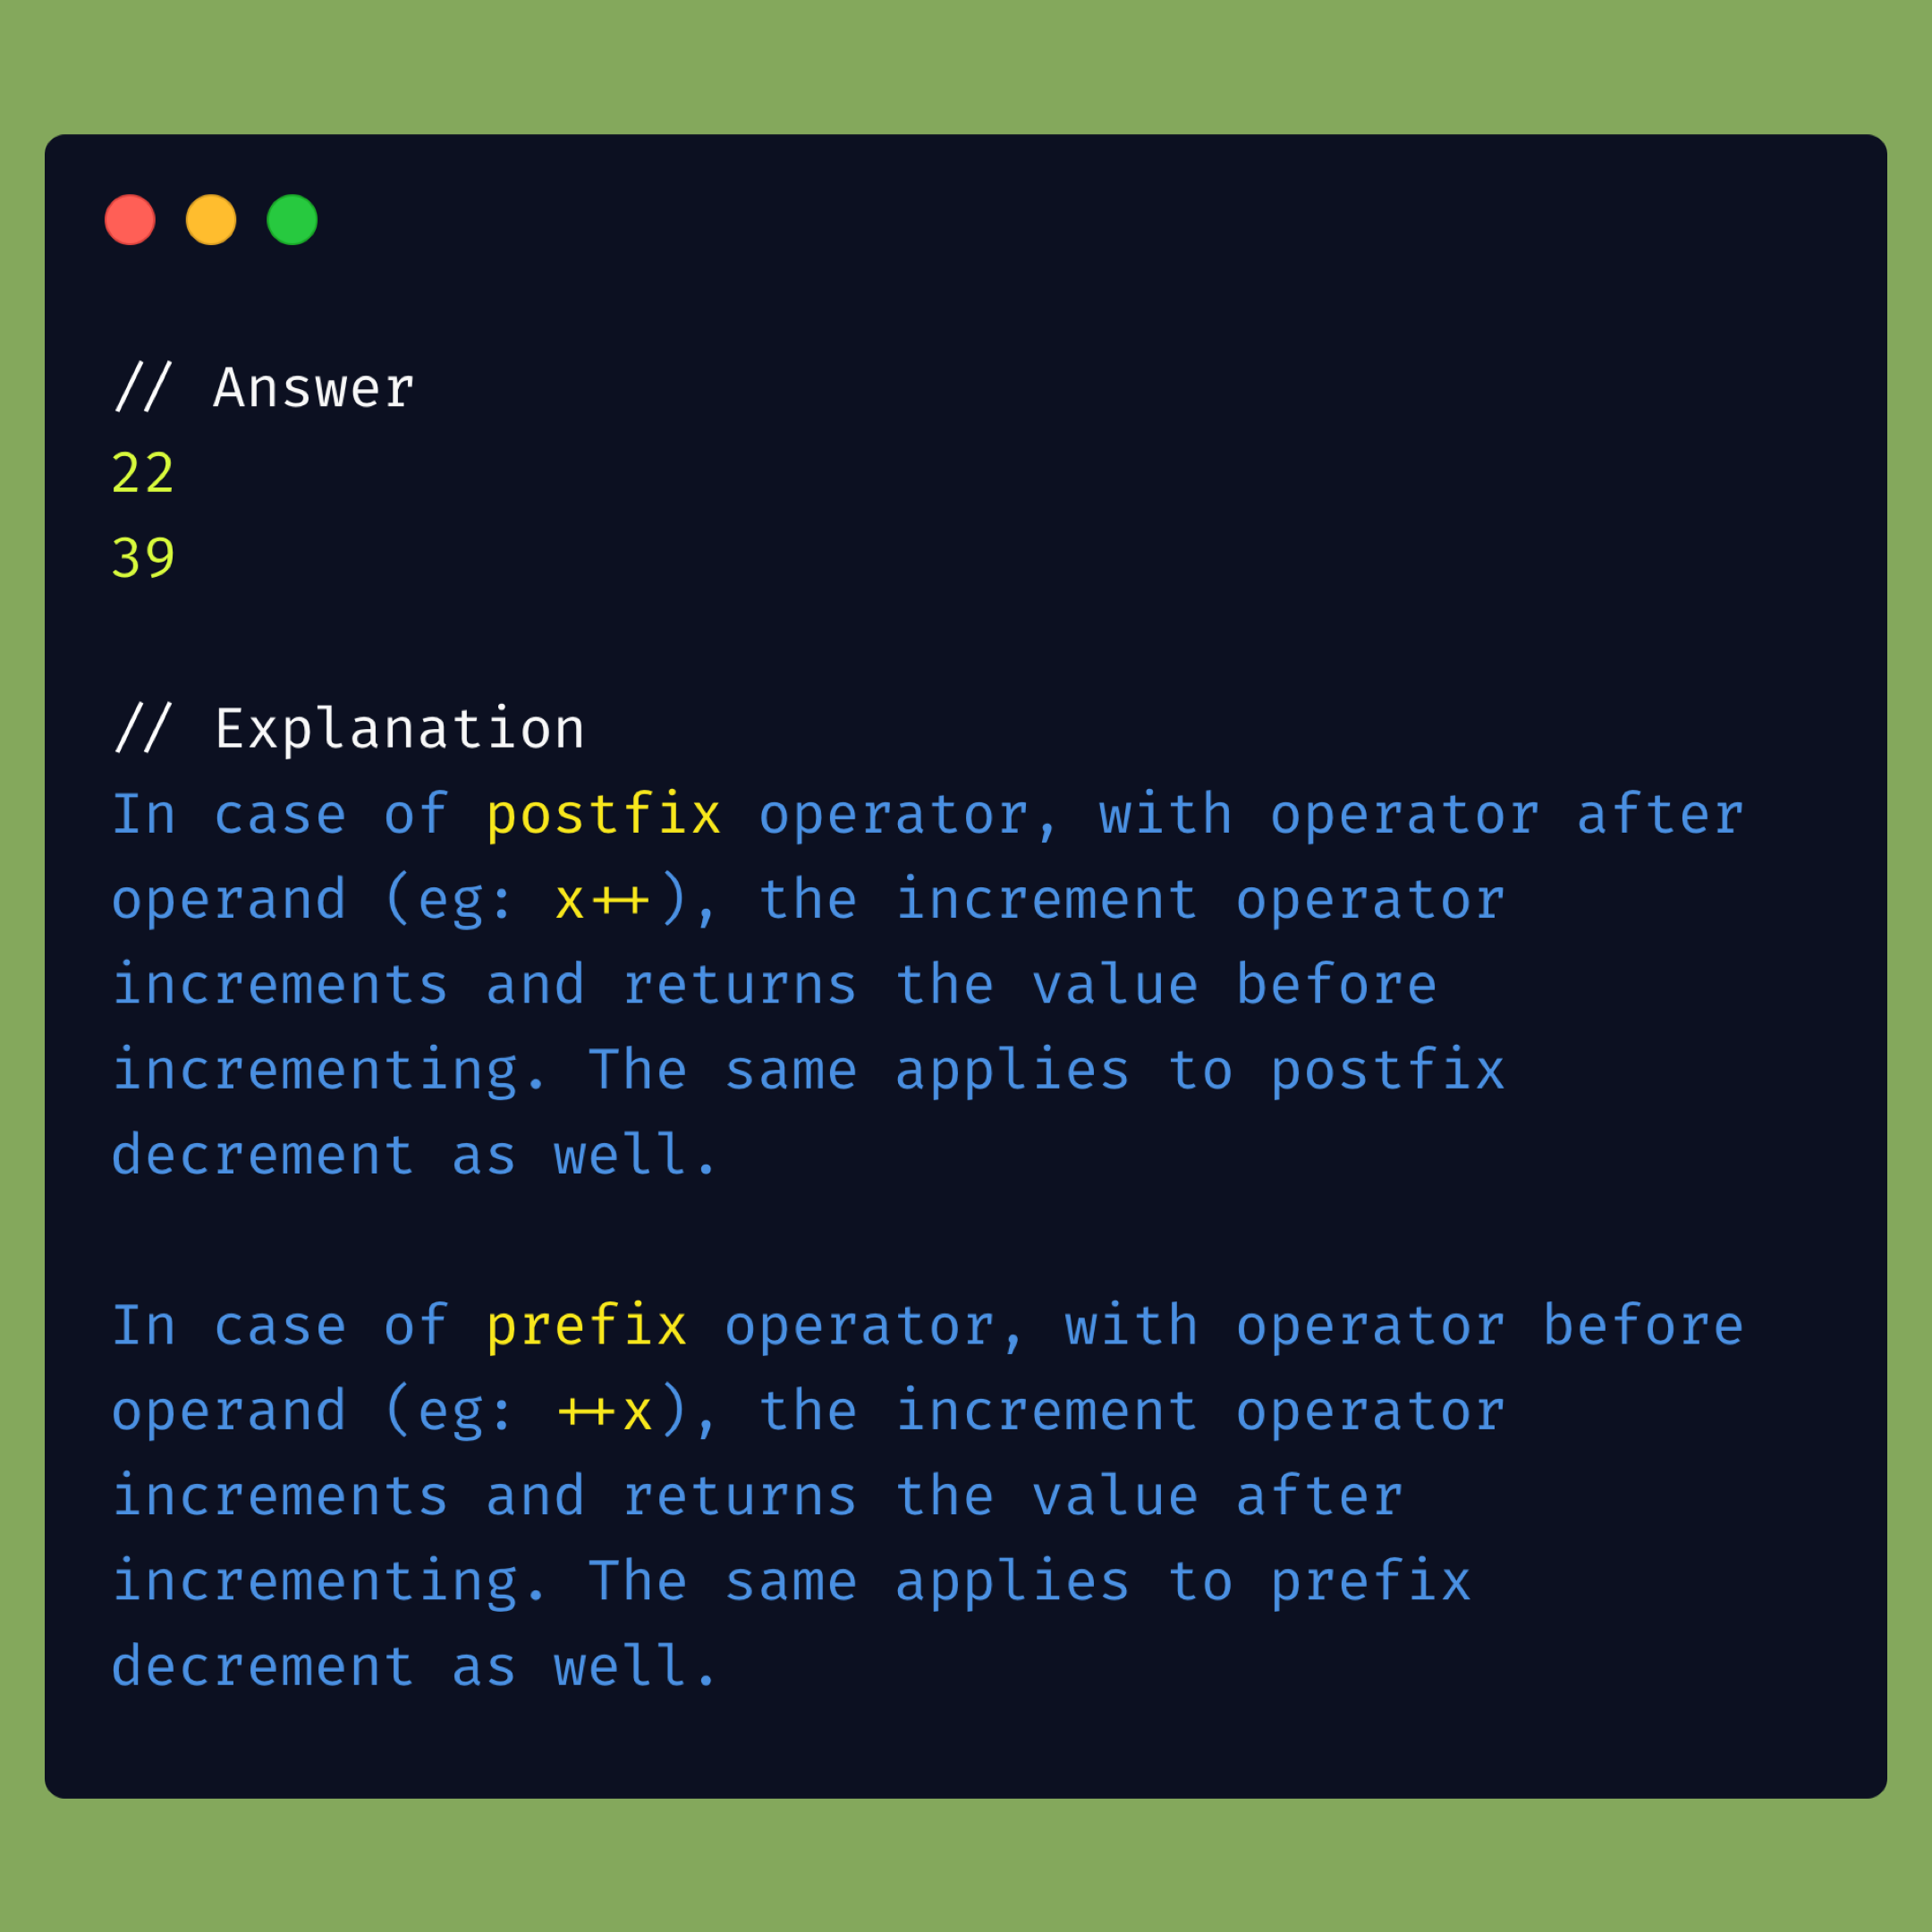 // Answer
22
39
// Explanation
In case of postfix operator, with operator after
operand (eg: x++), the increment operator
increments and returns the value before
incrementing. The same applies to postfix
decrement as well.
In case of prefix operator, with operator before
operand (eg: ++x), the increment operator
increments and returns the value after
incrementing. The same applies to prefix
decrement as well.